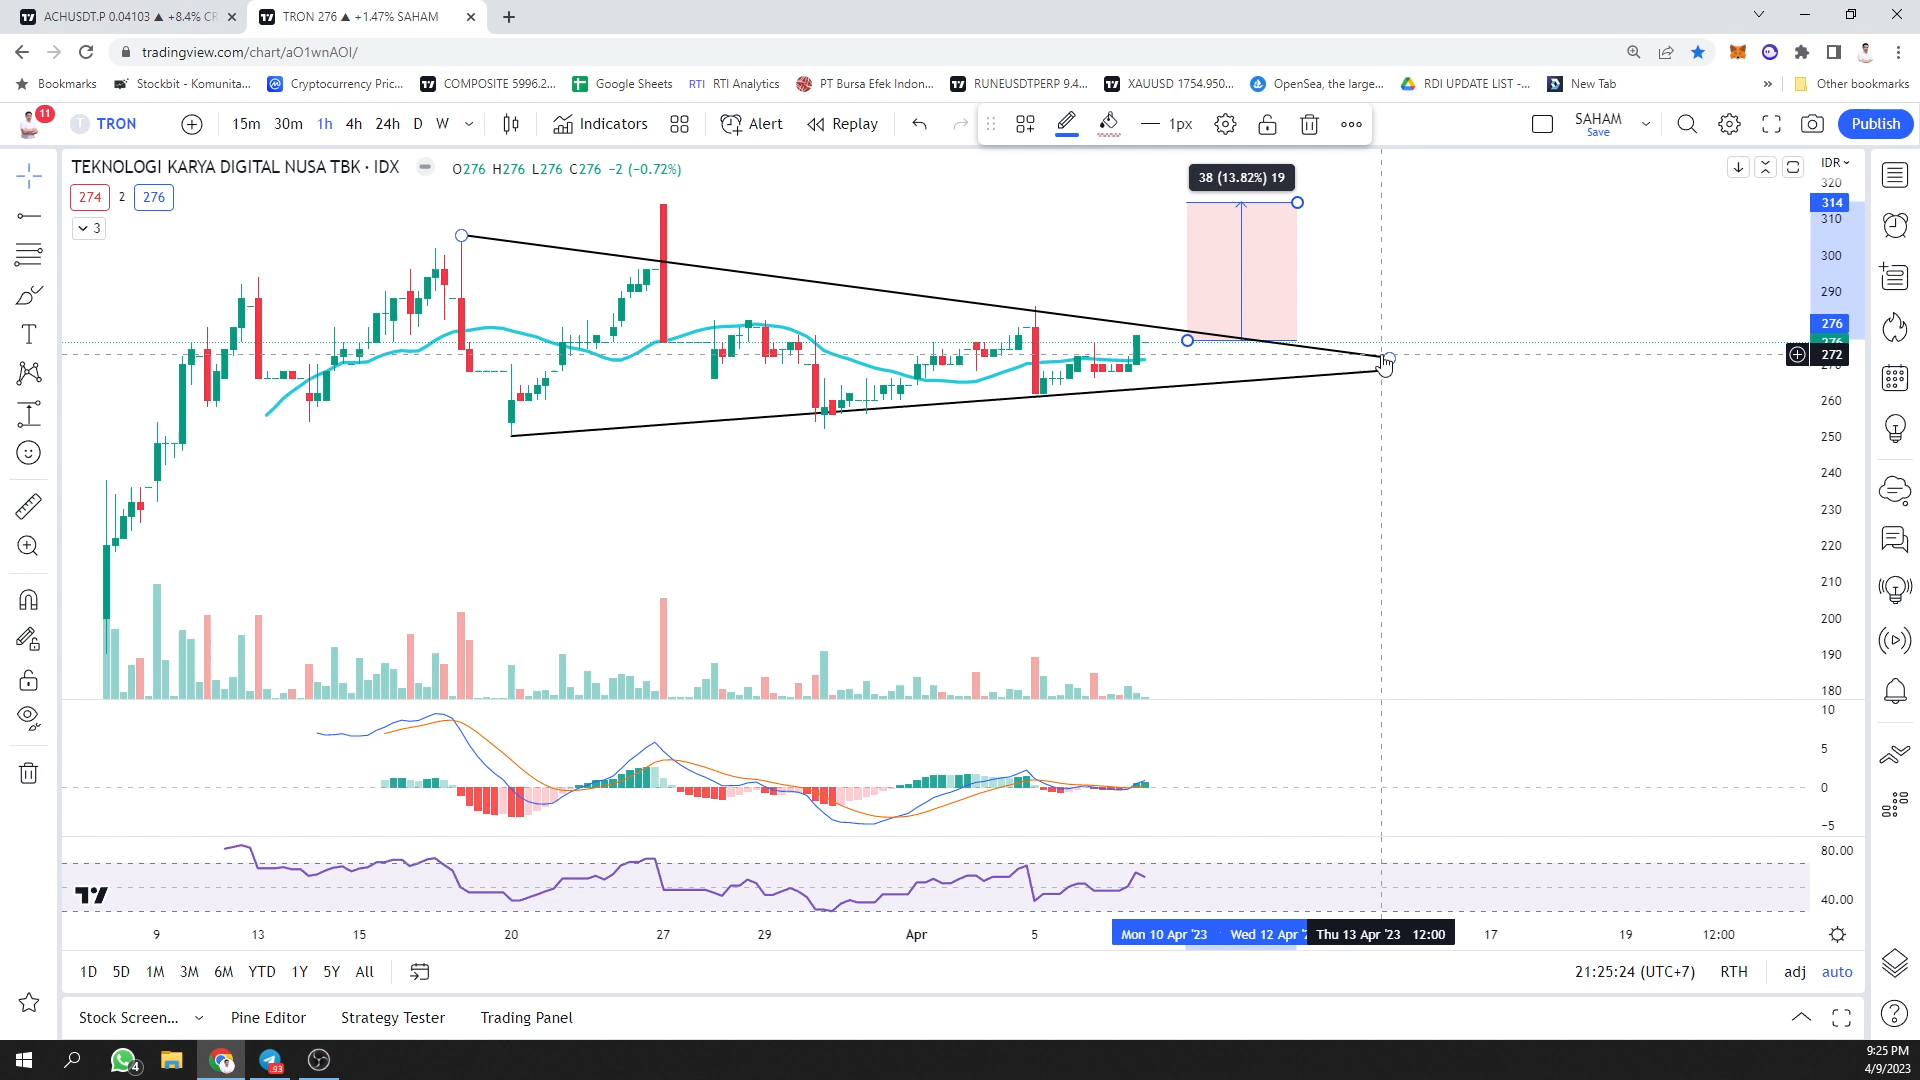 ACHUSDT.P 0.04103 ▲ +8.4% CR
TRON 276 ▲ +1.47% SAHAM
tradingview.com/chart/aO1wnAOI/
Bookmarks
Stockbit - Komunita...
Cryptocurrency Pric...
COMPOSITE 5996.2...
Google Sheets
RTI RTI Analytics
PT Bursa Efek Indon...
RUNEUSDTPERP 9.4...
XAUUSD 1754.950...
OpenSea, the large...
RDI UPDATE LIST -...
New Tab
»
Other bookmarks
11
T TRON
15m 30m 1h 4h 24h D W
Indicators
Alert
Replay
1px
SAHAM
Save
Publish
TEKNOLOGI KARYA DIGITAL NUSA TBK · IDX
O276 H276 L276 C276 −2 (−0.72%)
274 2 276
3
38 (13.82%) 19
IDR
320
314
310
300
290
276
272
260
250
240
230
220
210
200
190
180
10
5
0
−5
80.00
40.00
9 13 15 20 27 29 Apr 5
Mon 10 Apr '23
Wed 12 Apr '2
Thu 13 Apr '23 12:00
17 19 12:00
1D 5D 1M 3M 6M YTD 1Y 5Y All
21:25:24 (UTC+7) RTH adj auto
Stock Screen... Pine Editor Strategy Tester Trading Panel
4
93
9:25 PM
4/9/2023